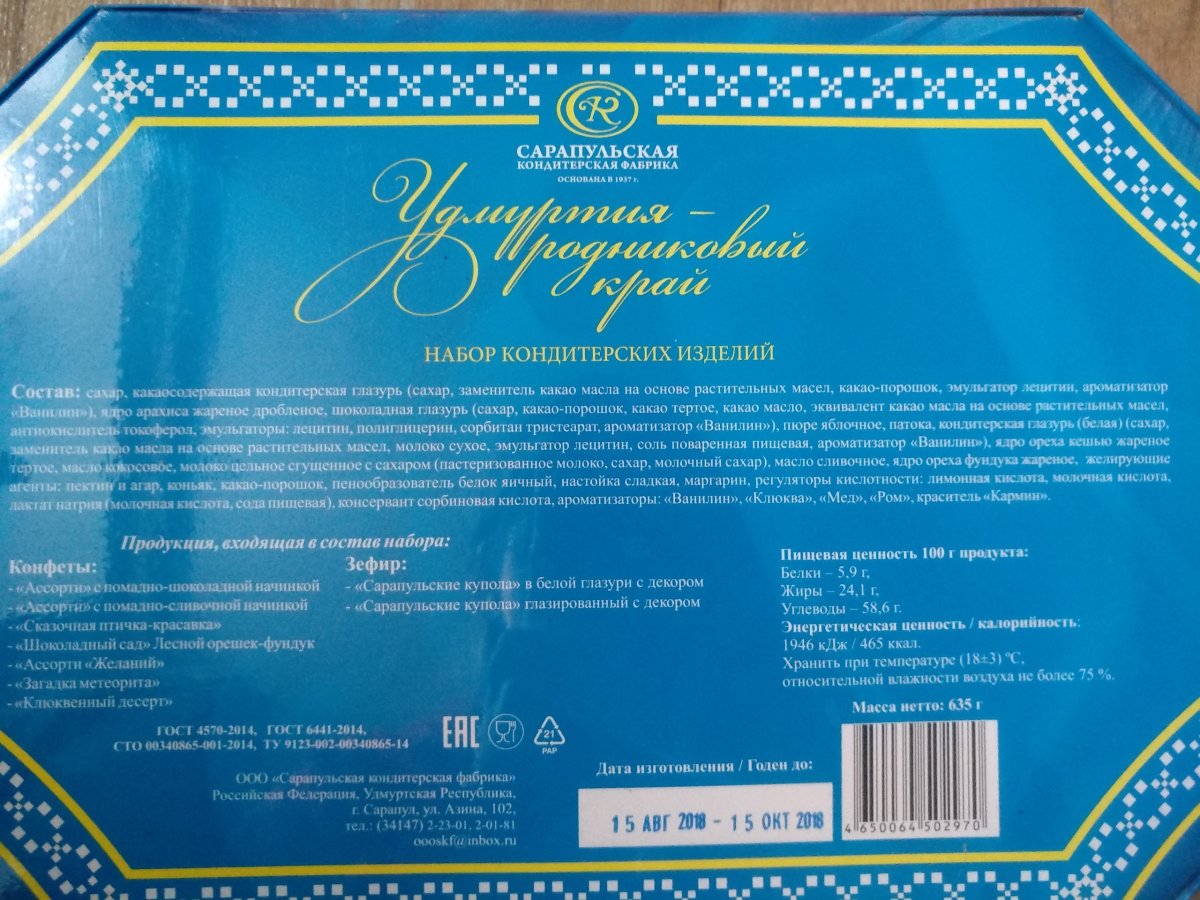 СК
САРАПУЛЬСКАЯ
КОНДИТЕРСКАЯ ФАБРИКА
ОСНОВАНА В 1937 г.
Удмуртия –
родниковый
край
НАБОР КОНДИТЕРСКИХ ИЗДЕЛИЙ
Состав: сахар, какаосодержащая кондитерская глазурь (сахар, заменитель какао масла на основе растительных масел, какао-порошок, эмульгатор лецитин, ароматизатор
«Ванилин»), ядро арахиса жареное дробленое, шоколадная глазурь (сахар, какао-порошок, какао тертое, какао масло, эквивалент какао масла на основе растительных масел,
антиокислитель токоферол, эмульгаторы: лецитин, полиглицерин, сорбитан тристеарат, ароматизатор «Ванилин»), пюре яблочное, патока, кондитерская глазурь (белая) (сахар,
заменитель какао масла на основе растительных масел, молоко сухое, эмульгатор лецитин, соль поваренная пищевая, ароматизатор «Ванилин»), ядро ореха кешью жареное
тертое, масло кокосовое, молоко цельное сгущенное с сахаром (пастеризованное молоко, сахар, молочный сахар), масло сливочное, ядро ореха фундука жареное, желирующие
агенты: пектин и агар, коньяк, какао-порошок, пенообразователь белок яичный, настойка сладкая, маргарин, регуляторы кислотности: лимонная кислота, молочная кислота,
лактат натрия (молочная кислота, сода пищевая), консервант сорбиновая кислота, ароматизаторы: «Ванилин», «Клюква», «Мед», «Ром», краситель «Кармин».
Продукция, входящая в состав набора:
Конфеты:
- «Ассорти» с помадно-шоколадной начинкой
- «Ассорти» с помадно-сливочной начинкой
- «Сказочная птичка-красавка»
- «Шоколадный сад» Лесной орешек-фундук
- «Ассорти «Желаний»
- «Загадка метеорита»
- «Клюквенный десерт»
Зефир:
- «Сарапульские купола» в белой глазури с декором
- «Сарапульские купола» глазированный с декором
Пищевая ценность 100 г продукта:
Белки – 5,9 г,
Жиры – 24,1 г,
Углеводы – 58,6 г.
Энергетическая ценность / калорийность:
1946 кДж / 465 ккал.
Хранить при температуре (18±3) °С,
относительной влажности воздуха не более 75 %.
Масса нетто: 635 г
ГОСТ 4570-2014, ГОСТ 6441-2014,
СТО 00340865-001-2014, ТУ 9123-002-00340865-14
ЕАС
21
PAP
ООО «Сарапульская кондитерская фабрика»
Российская Федерация, Удмуртская Республика,
г. Сарапул, ул. Азина, 102,
тел.: (34147) 2-23-01, 2-01-81
oooskf@inbox.ru
Дата изготовления / Годен до:
15 АВГ 2018 - 15 ОКТ 2018
4 650064 502970